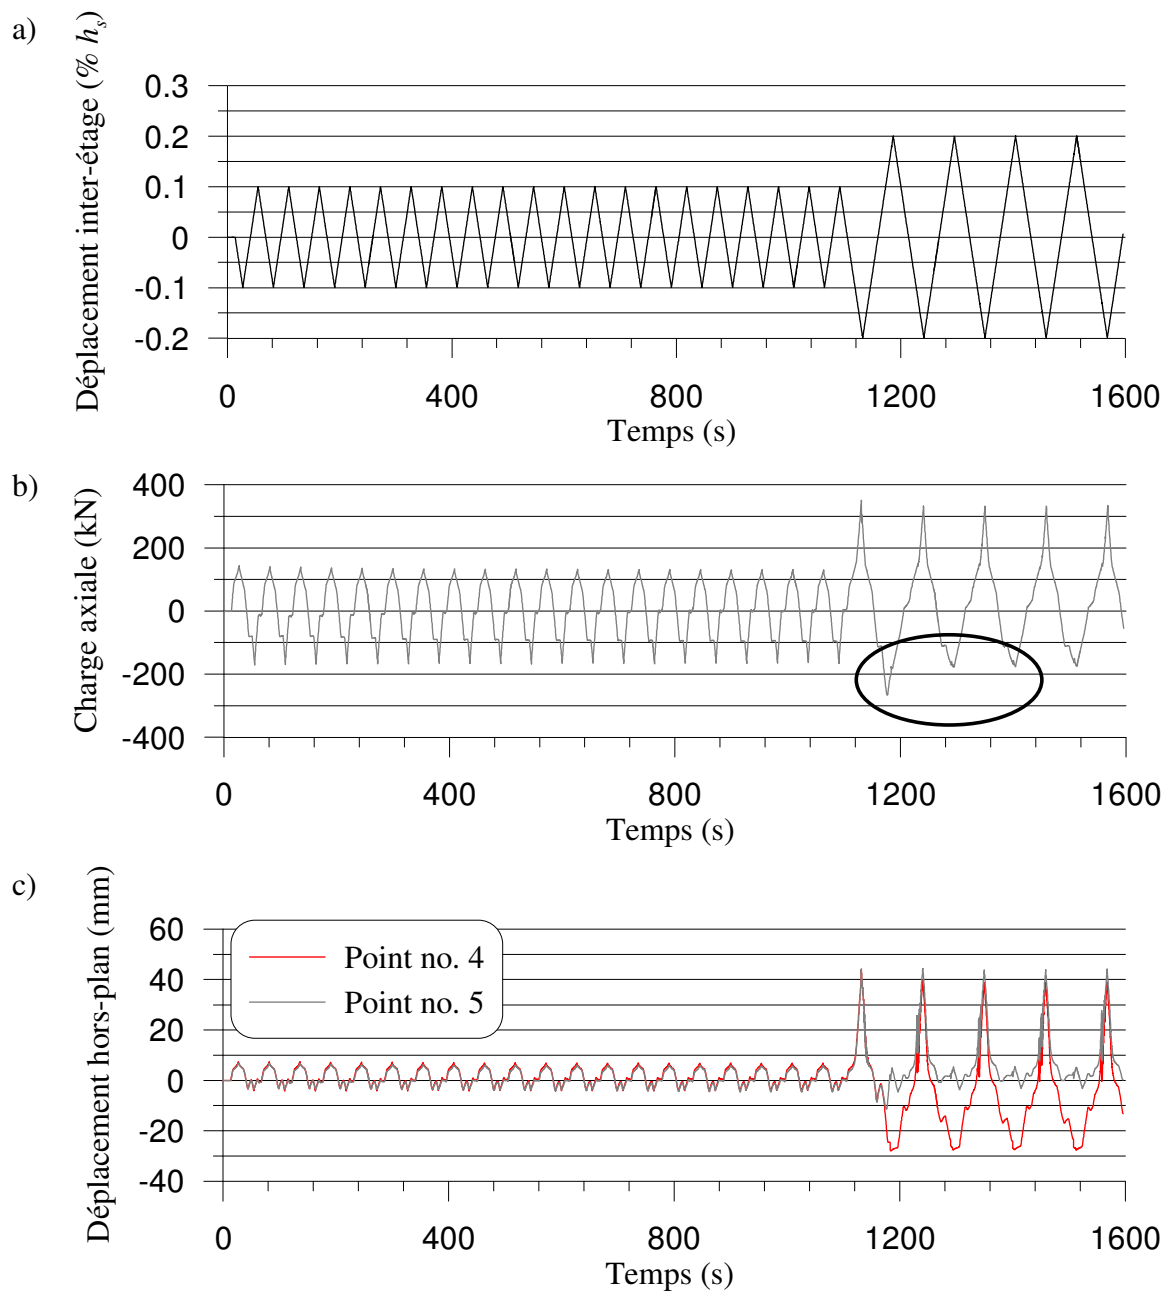 a)
Déplacement inter-étage (% hs)
0.3
0.2
0.1
0
-0.1
-0.2
0 400 800 1200 1600
Temps (s)
b)
Charge axiale (kN)
400
200
0
-200
-400
0 400 800 1200 1600
Temps (s)
c)
Déplacement hors-plan (mm)
60
40
20
0
-20
-40
Point no. 4
Point no. 5
0 400 800 1200 1600
Temps (s)